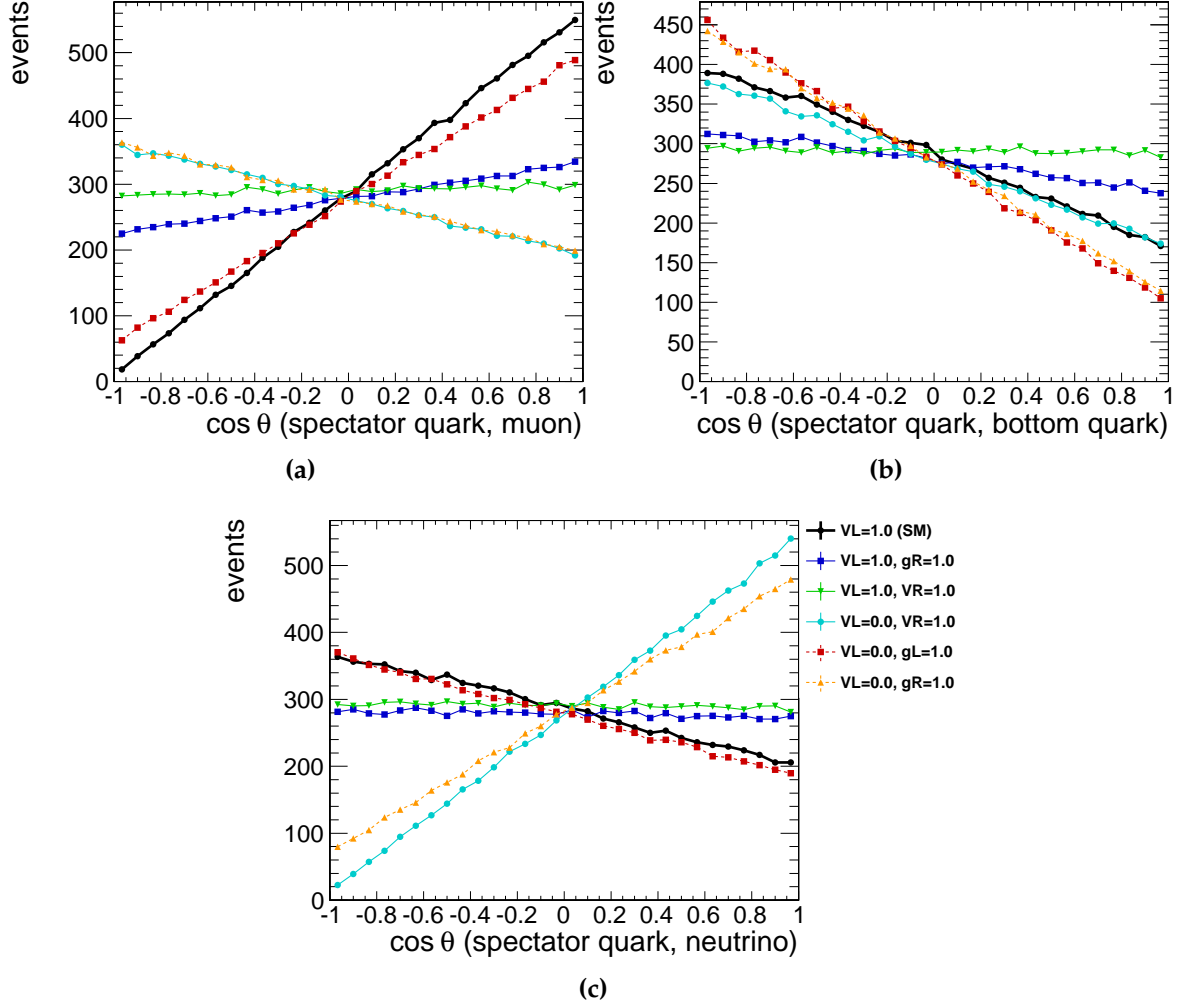 events
500
400
300
200
100
0
-1 -0.8 -0.6 -0.4 -0.2 0 0.2 0.4 0.6 0.8 1
cos θ (spectator quark, muon)
(a)
events
450
400
350
300
250
200
150
100
50
0
-1 -0.8 -0.6 -0.4 -0.2 0 0.2 0.4 0.6 0.8 1
cos θ (spectator quark, bottom quark)
(b)
events
500
400
300
200
100
0
-1 -0.8 -0.6 -0.4 -0.2 0 0.2 0.4 0.6 0.8 1
cos θ (spectator quark, neutrino)
(c)
VL=1.0 (SM)
VL=1.0, gR=1.0
VL=1.0, VR=1.0
VL=0.0, VR=1.0
VL=0.0, gL=1.0
VL=0.0, gR=1.0